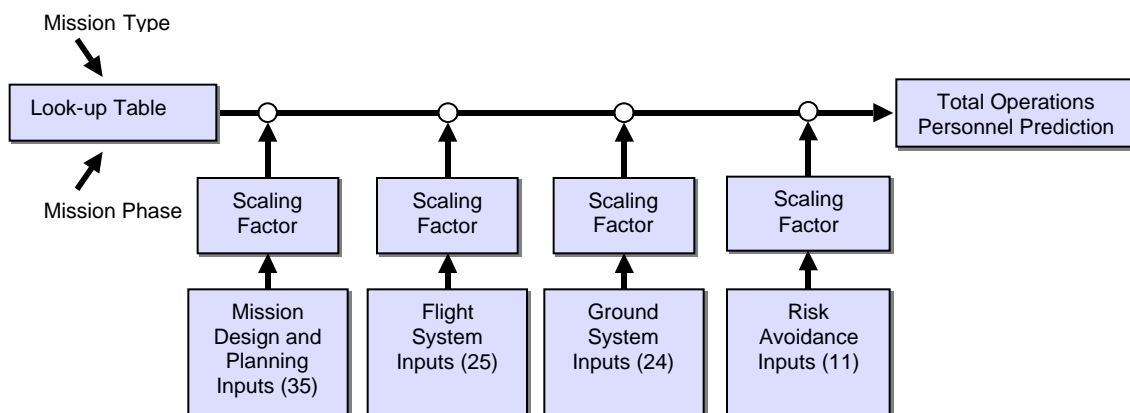 Mission Type
Look-up Table
Mission Phase
Total Operations
Personnel Prediction
Scaling
Factor
Scaling
Factor
Scaling
Factor
Scaling
Factor
Mission
Design and
Planning
Inputs (35)
Flight
System
Inputs (25)
Ground
System
Inputs (24)
Risk
Avoidance
Inputs (11)